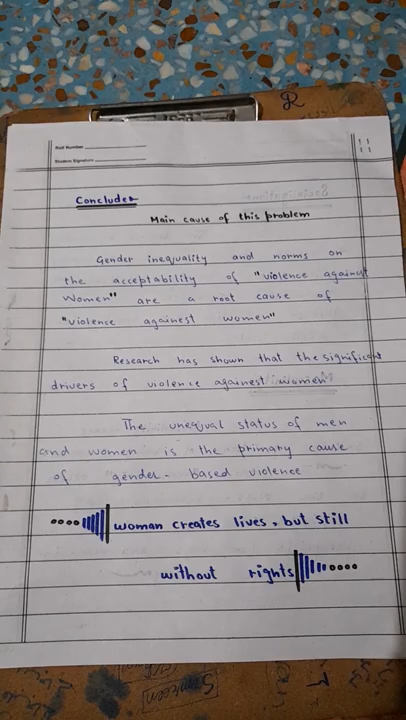 R
Roll Number
Student Signature
Conclude
Main cause of this problem
Gender inequality and norms on
the acceptability of "violence against
Women" are a root cause of
"violence againest women"
Research has shown that the significant
drivers of violence againest women
The unequal status of men
and women is the primary cause
of gender-based violence
woman creates lives, but still
without rights
Samreen